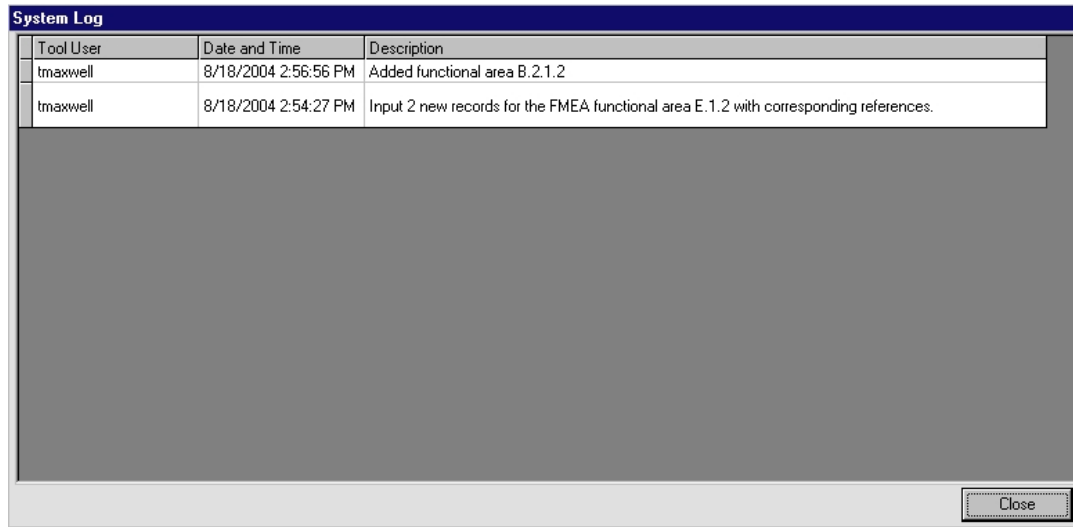 System Log
Tool User Date and Time Description
tmaxwell 8/18/2004 2:56:56 PM Added functional area B.2.1.2
tmaxwell 8/18/2004 2:54:27 PM Input 2 new records for the FMEA functional area E.1.2 with corresponding references.
Close